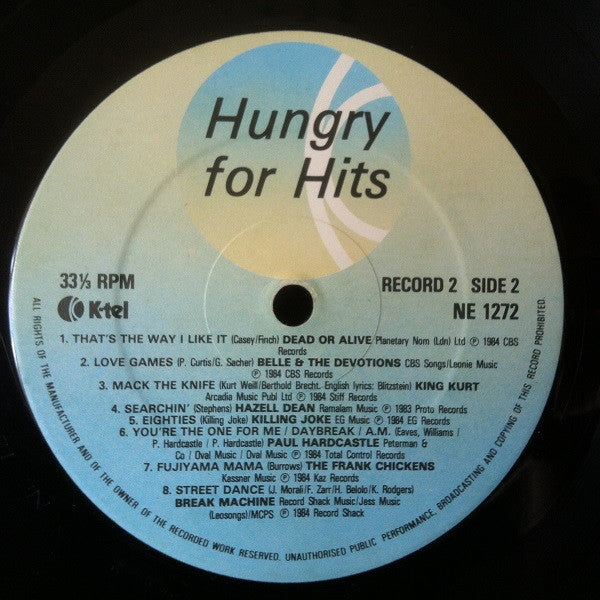 Hungry
for Hits
33⅓ RPM
RECORD 2 SIDE 2
K-tel
NE 1272
1. THAT'S THE WAY I LIKE IT (Casey/Finch) DEAD OR ALIVE Planetary Nom (Ldn) Ltd ℗ 1984 CBS
Records
2. LOVE GAMES (P. Curtis/G. Sacher) BELLE & THE DEVOTIONS CBS Songs/Leonie Music
℗ 1984 CBS Records
3. MACK THE KNIFE (Kurt Weill/Berthold Brecht. English lyrics: Blitzstein) KING KURT
Arcadia Music Publ Ltd ℗ 1984 Stiff Records
4. SEARCHIN' (Stephens) HAZELL DEAN Ramalam Music ℗ 1983 Proto Records
5. EIGHTIES (Killing Joke) KILLING JOKE EG Music ℗ 1984 EG Records
6. YOU'RE THE ONE FOR ME / DAYBREAK / A.M. (Eaves, Williams /
P. Hardcastle / P. Hardcastle) PAUL HARDCASTLE Peterman &
Co / Oval Music / Oval Music ℗ 1984 Total Control Records
7. FUJIYAMA MAMA (Burrows) THE FRANK CHICKENS
Kassner Music ℗ 1984 Kaz Records
8. STREET DANCE (J. Morali/F. Zarr/H. Belolo/K. Rodgers)
BREAK MACHINE Record Shack Music/Jess Music
(Leosongs)/MCPS ℗ 1984 Record Shack
ALL RIGHTS OF THE MANUFACTURER AND OF THE OWNER OF THE RECORDED WORK RESERVED. UNAUTHORISED PUBLIC PERFORMANCE, BROADCASTING AND COPYING OF THIS RECORD PROHIBITED.